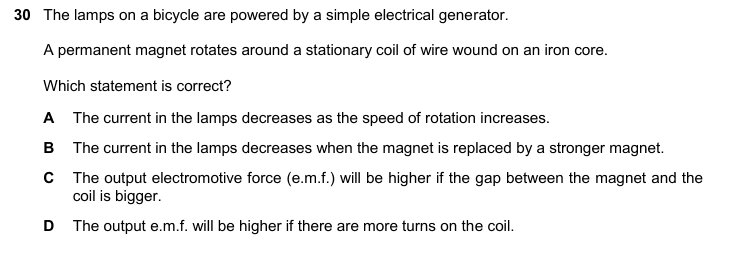 30 The lamps on a bicycle are powered by a simple electrical generator.
A permanent magnet rotates around a stationary coil of wire wound on an iron core.
Which statement is correct?
A The current in the lamps decreases as the speed of rotation increases.
B The current in the lamps decreases when the magnet is replaced by a stronger magnet.
C The output electromotive force (e.m.f.) will be higher if the gap between the magnet and the
coil is bigger.
D The output e.m.f. will be higher if there are more turns on the coil.